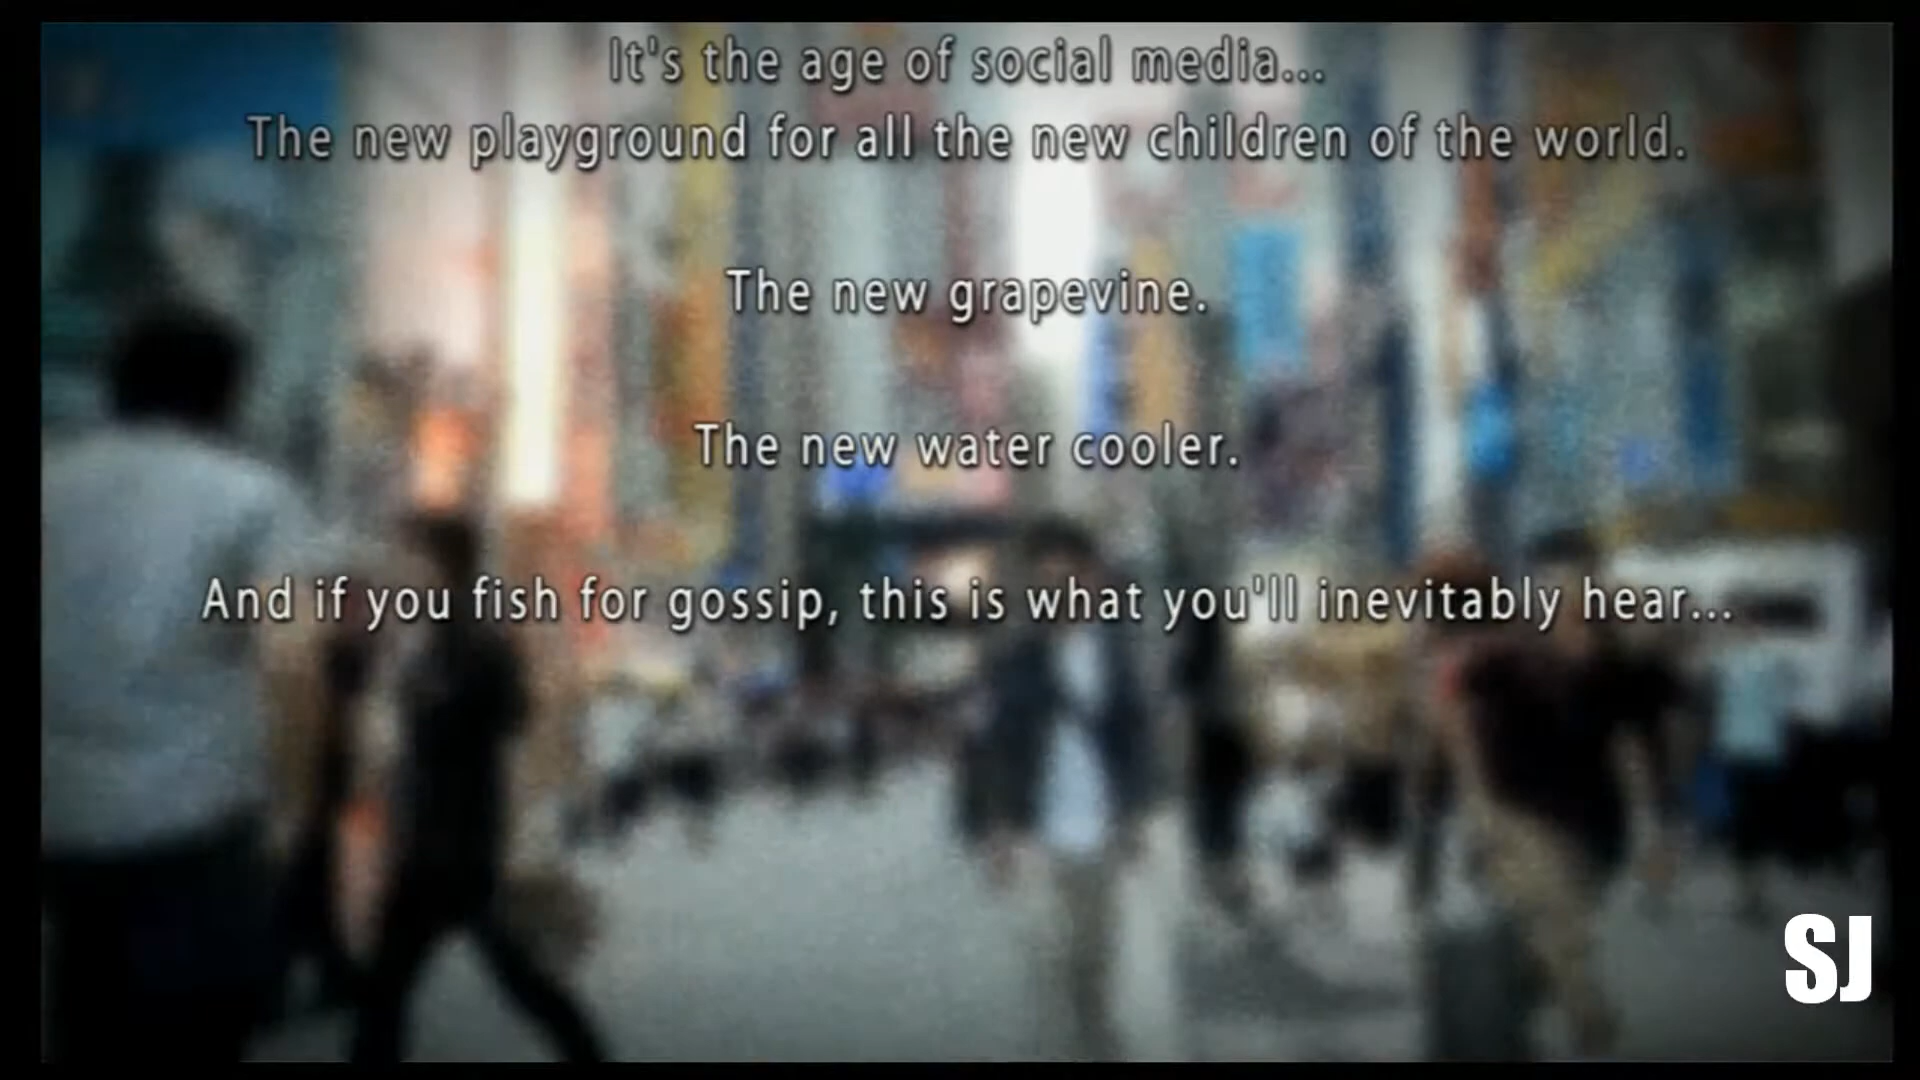 It's the age of social media...
The new playground for all the new children of the world.
The new grapevine.
The new water cooler.
And if you fish for gossip, this is what you'll inevitably hear...
SJ